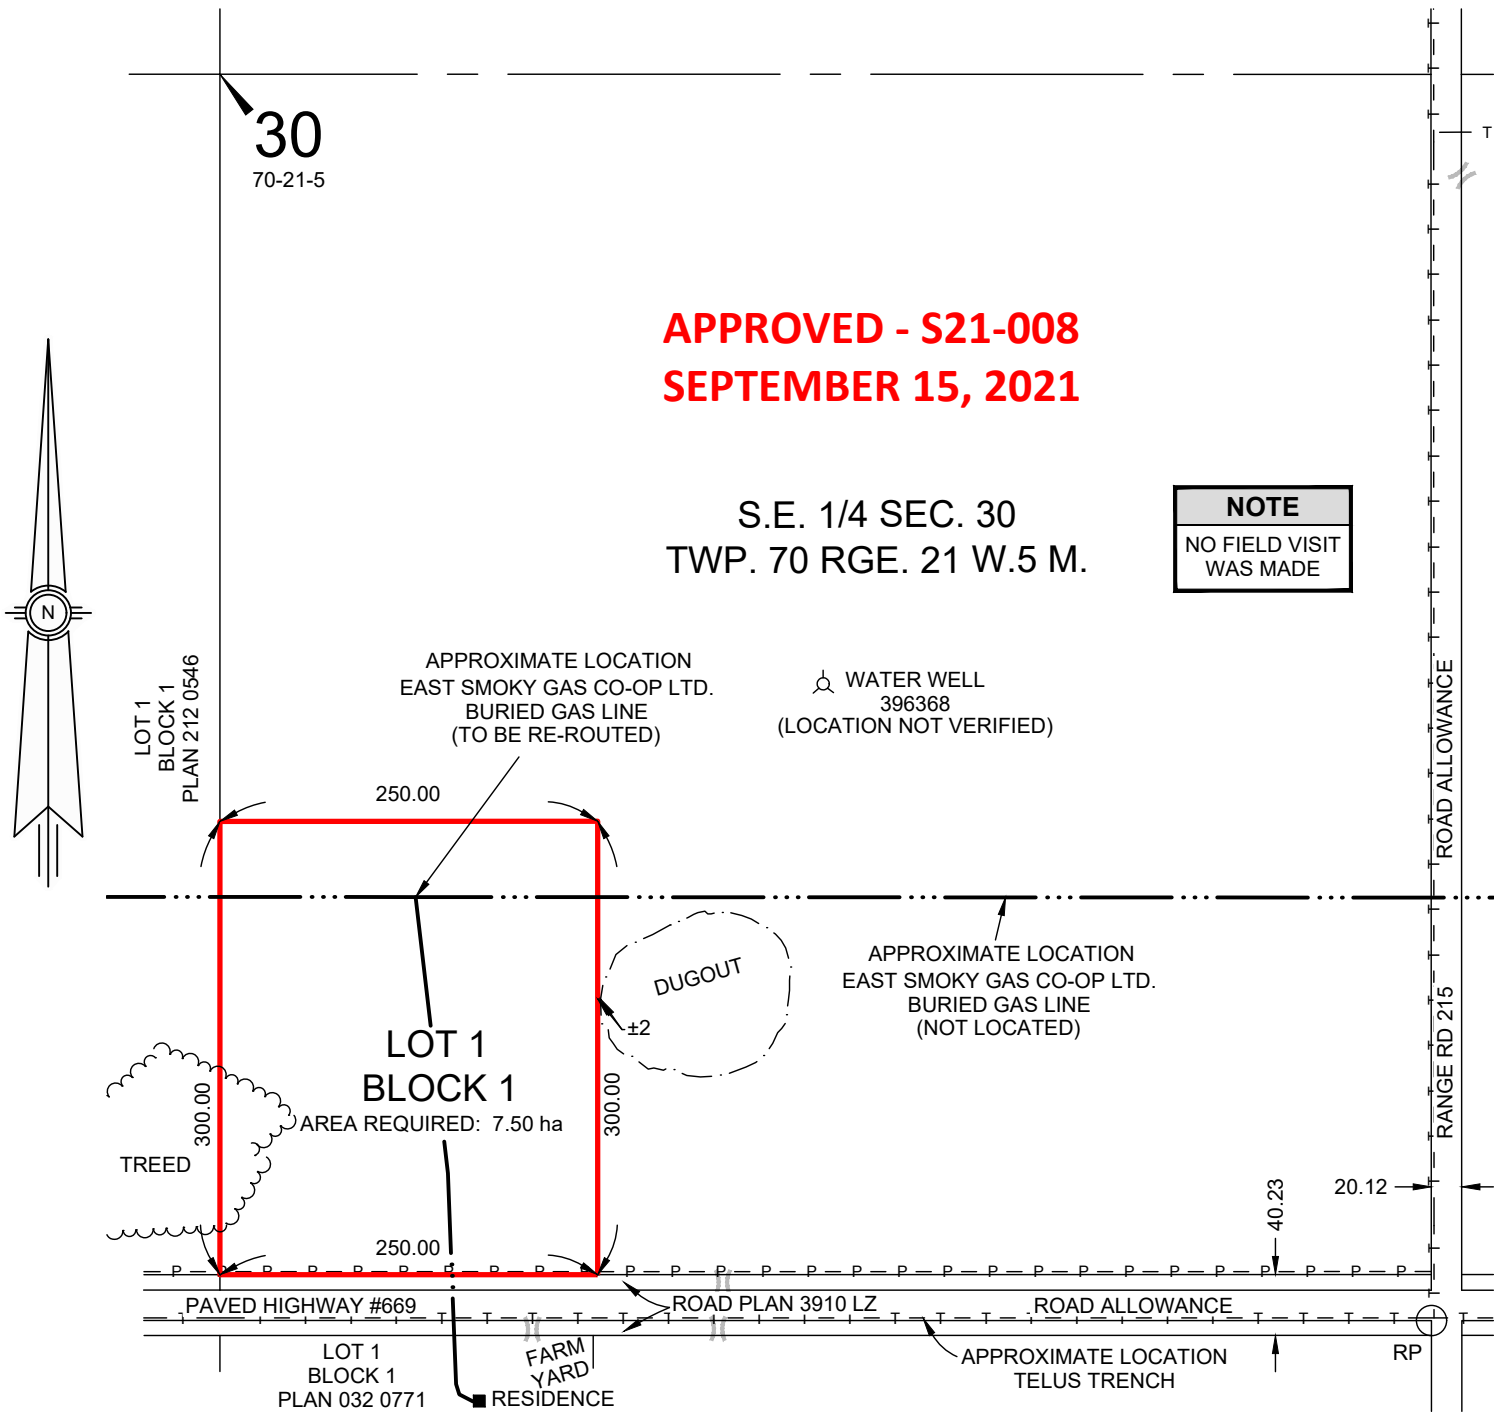 30
70-21-5
T
APPROVED - S21-008
SEPTEMBER 15, 2021
S.E. 1/4 SEC. 30
TWP. 70 RGE. 21 W.5 M.
NOTE
NO FIELD VISIT
WAS MADE
N
LOT 1
BLOCK 1
PLAN 212 0546
APPROXIMATE LOCATION
EAST SMOKY GAS CO-OP LTD.
BURIED GAS LINE
(TO BE RE-ROUTED)
WATER WELL
396368
(LOCATION NOT VERIFIED)
ROAD ALLOWANCE
250.00
DUGOUT
±2
APPROXIMATE LOCATION
EAST SMOKY GAS CO-OP LTD.
BURIED GAS LINE
(NOT LOCATED)
RANGE RD 215
LOT 1
BLOCK 1
AREA REQUIRED: 7.50 ha
300.00
300.00
TREED
250.00
40.23
20.12
P P P P P P P P P P P P P P P P P P P P P P P P P P P P
PAVED HIGHWAY #669
ROAD PLAN 3910 LZ
ROAD ALLOWANCE
T T T T T T T T T T T T T T T T T T T T T T T T T T T T
LOT 1
BLOCK 1
PLAN 032 0771
FARM
YARD
RESIDENCE
APPROXIMATE LOCATION
TELUS TRENCH
RP